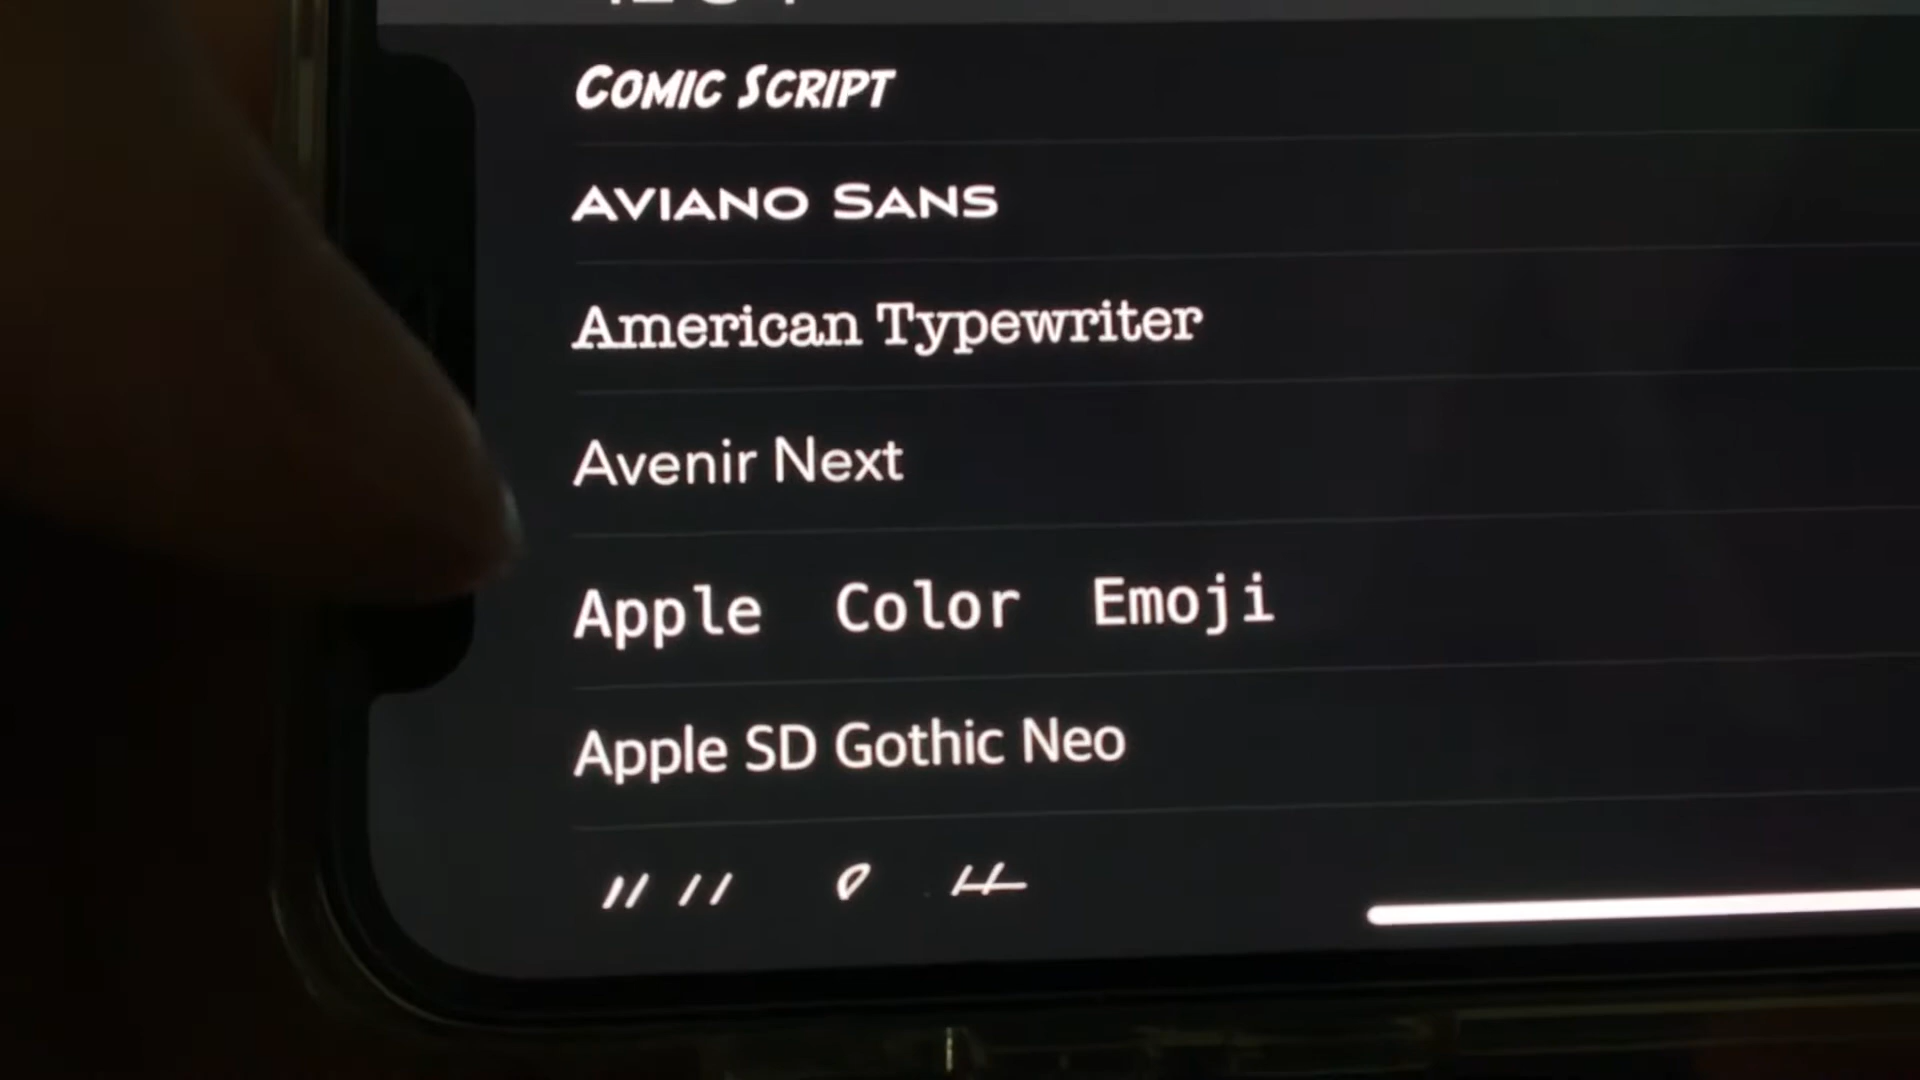 Comic Script
Aviano Sans
American Typewriter
Avenir Next
Apple Color Emoji
Apple SD Gothic Neo